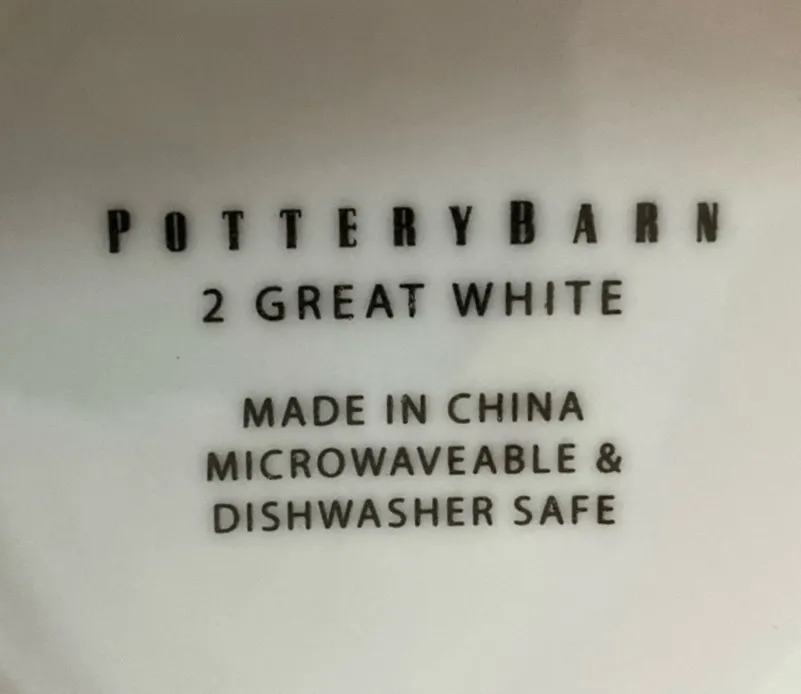 POTTERYBARN
2 GREAT WHITE
MADE IN CHINA
MICROWAVEABLE &
DISHWASHER SAFE